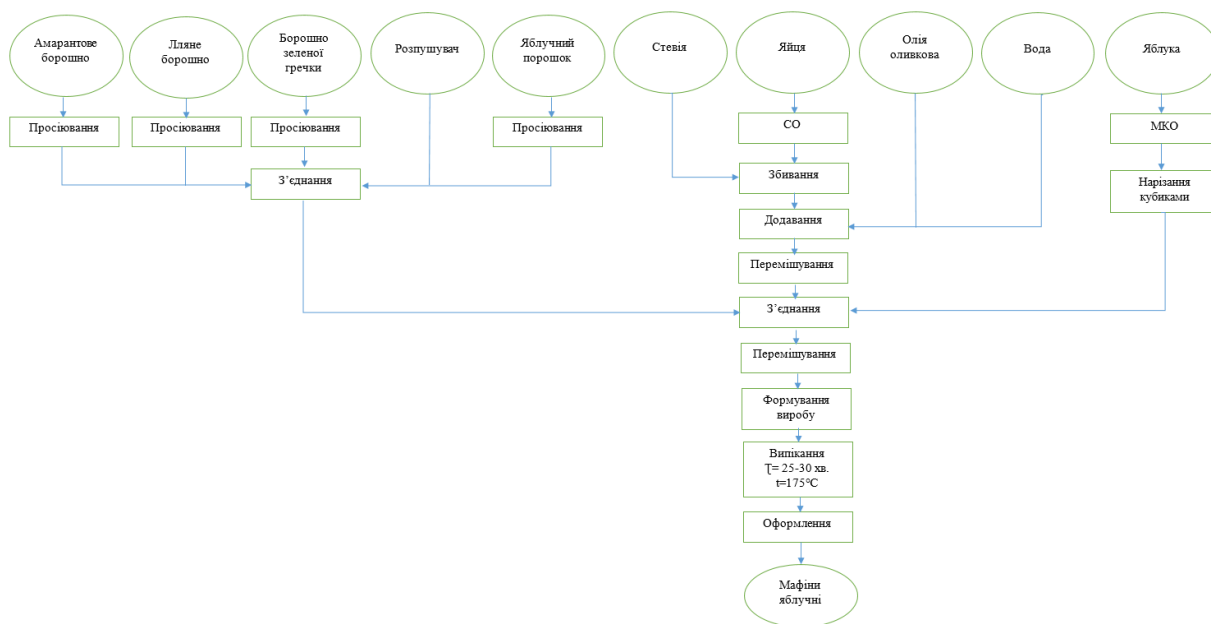 Амарантове
борошно
Лляне
борошно
Борошно
зеленої
гречки
Розпушувач
Яблучний
порошок
Стевія
Яйця
Олія
оливкова
Вода
Яблука
Просіювання
Просіювання
Просіювання
Просіювання
СО
МКО
З’єднання
Збивання
Нарізання
кубиками
Додавання
Перемішування
З’єднання
Перемішування
Формування
виробу
Випікання
Ʈ= 25-30 хв.
t=175℃
Оформлення
Мафіни
яблучні